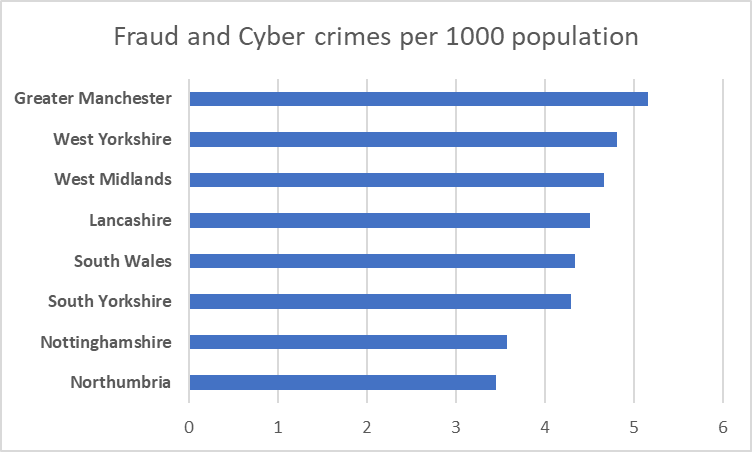 Fraud and Cyber crimes per 1000 population
Greater Manchester
West Yorkshire
West Midlands
Lancashire
South Wales
South Yorkshire
Nottinghamshire
Northumbria
0 1 2 3 4 5 6